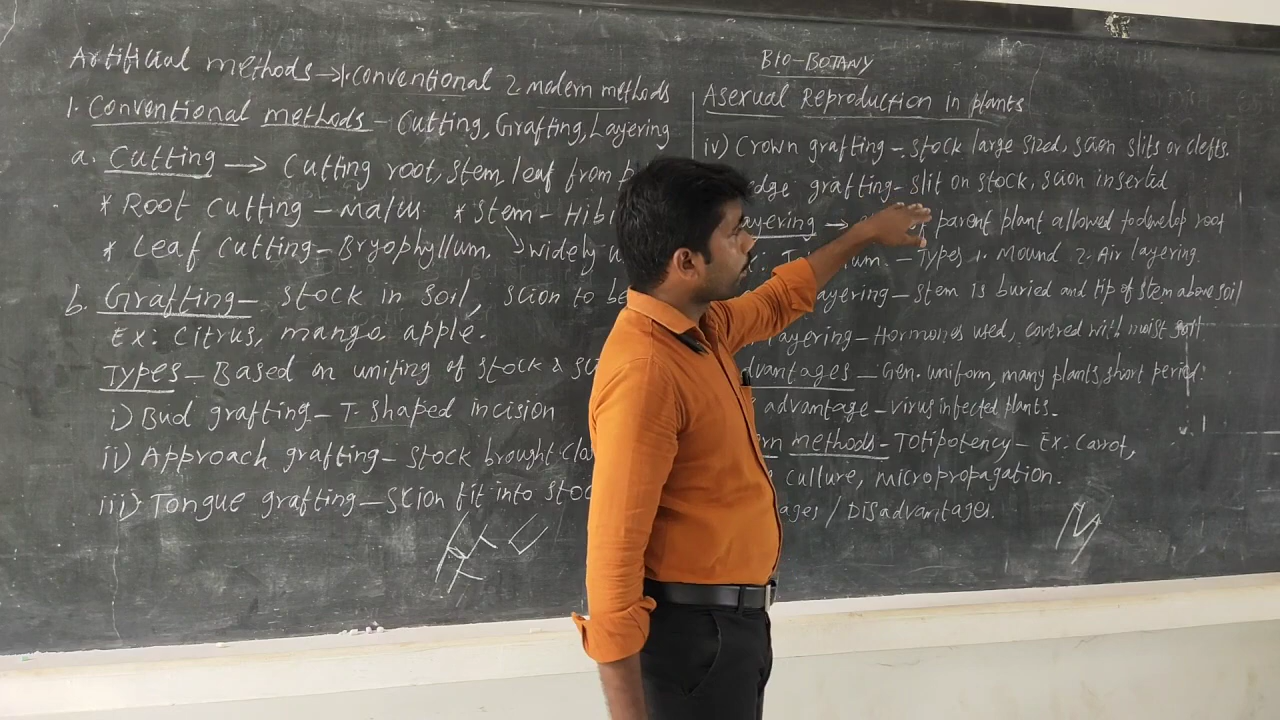 Artificial methods → 1. conventional 2. modern methods
1. Conventional methods - Cutting, Grafting, Layering
a. Cutting → Cutting root, stem, leaf from
* Root cutting - Malus * Stem - Hibi
* Leaf cutting - Bryophyllum. widely
b. Grafting - stock in soil, scion to be
Ex: citrus, mango apple.
Types - Based on uniting of stock &
i) Bud grafting - T-shaped incision
ii) Approach grafting - stock brought clo
iii) Tongue grafting - scion fit into stoc
BIO-BOTANY
Asexual Reproduction in plants
iv) Crown grafting - stock large sized, scion slits or clefts.
edge grafting - slit on stock, scion inserted
ayering → parent plant allowed to develop root
- Types 1. Mound 2. Air layering.
ayering - stem is buried and tip of stem above soil
layering - Hormones used, covered with moist soil
dvantages - Gen. uniform, many plants, short period.
advantage - virus infected plants.
rn methods - Totipotency - Ex: Carrot,
culture, micropropagation.
ages / Disadvantages.